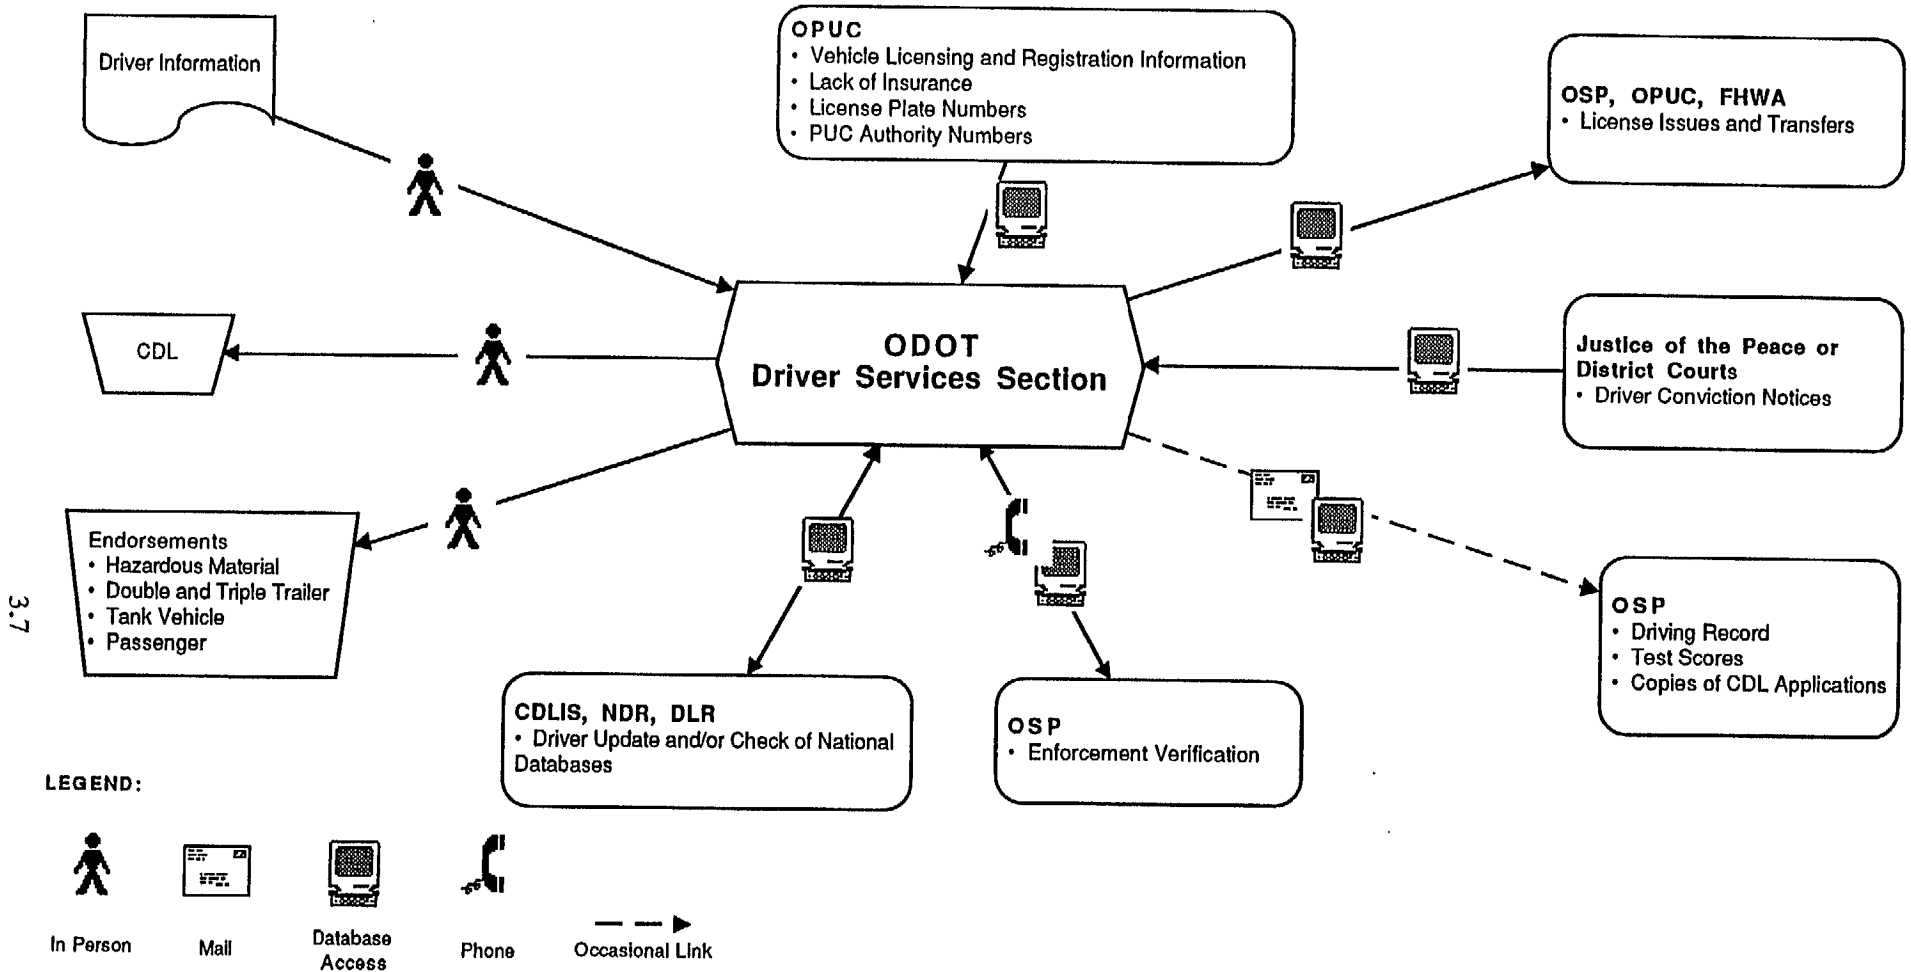 Driver Information
OPUC
• Vehicle Licensing and Registration Information
• Lack of Insurance
• License Plate Numbers
• PUC Authority Numbers
OSP, OPUC, FHWA
• License Issues and Transfers
CDL
ODOT
Driver Services Section
Justice of the Peace or
District Courts
• Driver Conviction Notices
Endorsements
• Hazardous Material
• Double and Triple Trailer
• Tank Vehicle
• Passenger
OSP
• Driving Record
• Test Scores
• Copies of CDL Applications
CDLIS, NDR, DLR
• Driver Update and/or Check of National
Databases
OSP
• Enforcement Verification
3.7
LEGEND:
In Person
Mail
Database
Access
Phone
Occasional Link